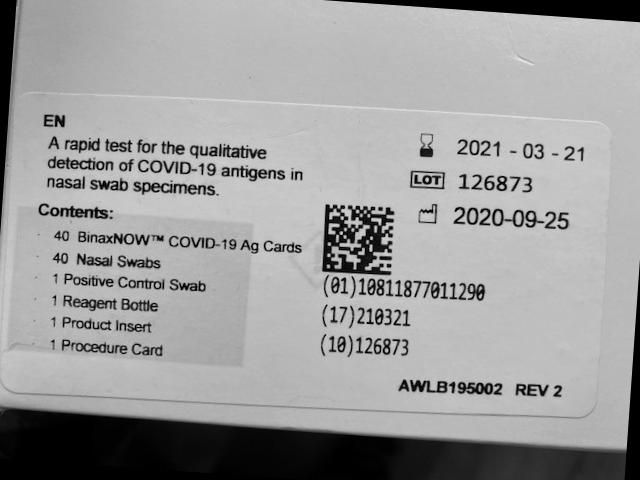 EN
A rapid test for the qualitative
detection of COVID-19 antigens in
nasal swab specimens.
Contents:
· 40 BinaxNOW™ COVID-19 Ag Cards
· 40 Nasal Swabs
· 1 Positive Control Swab
· 1 Reagent Bottle
· 1 Product Insert
· 1 Procedure Card
2021 - 03 - 21
LOT 126873
2020-09-25
(01)10811877011290
(17)210321
(10)126873
AWLB195002 REV 2